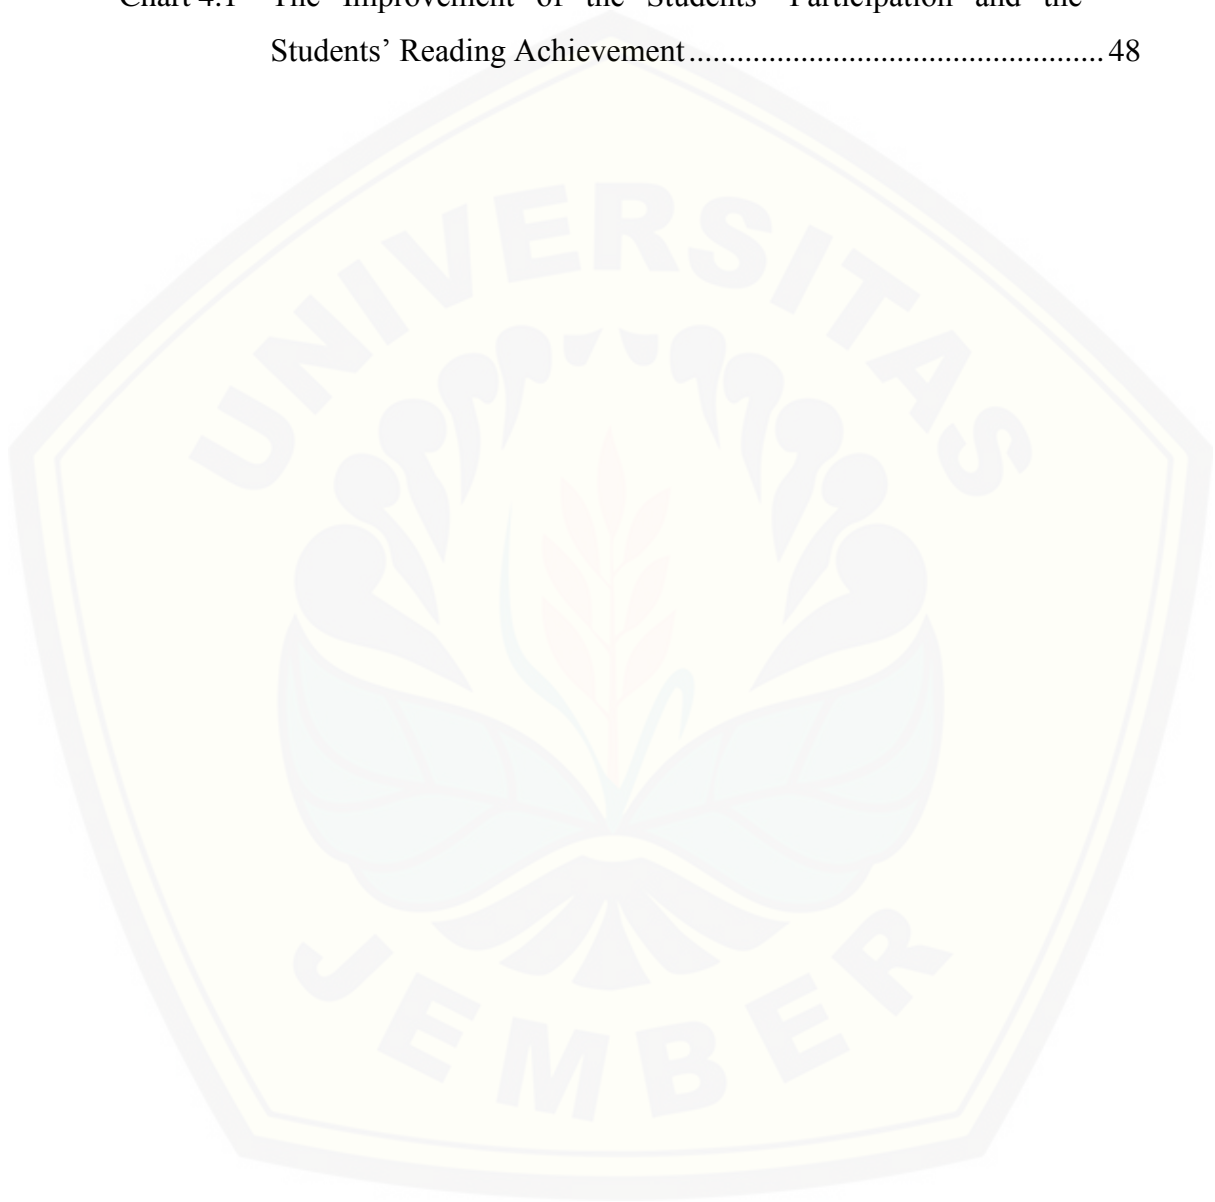 Chart 4.1 The Improvement of the Students' Participation and the
Students’ Reading Achievement ................................................... 48
UNIVERSITAS
JEMBER